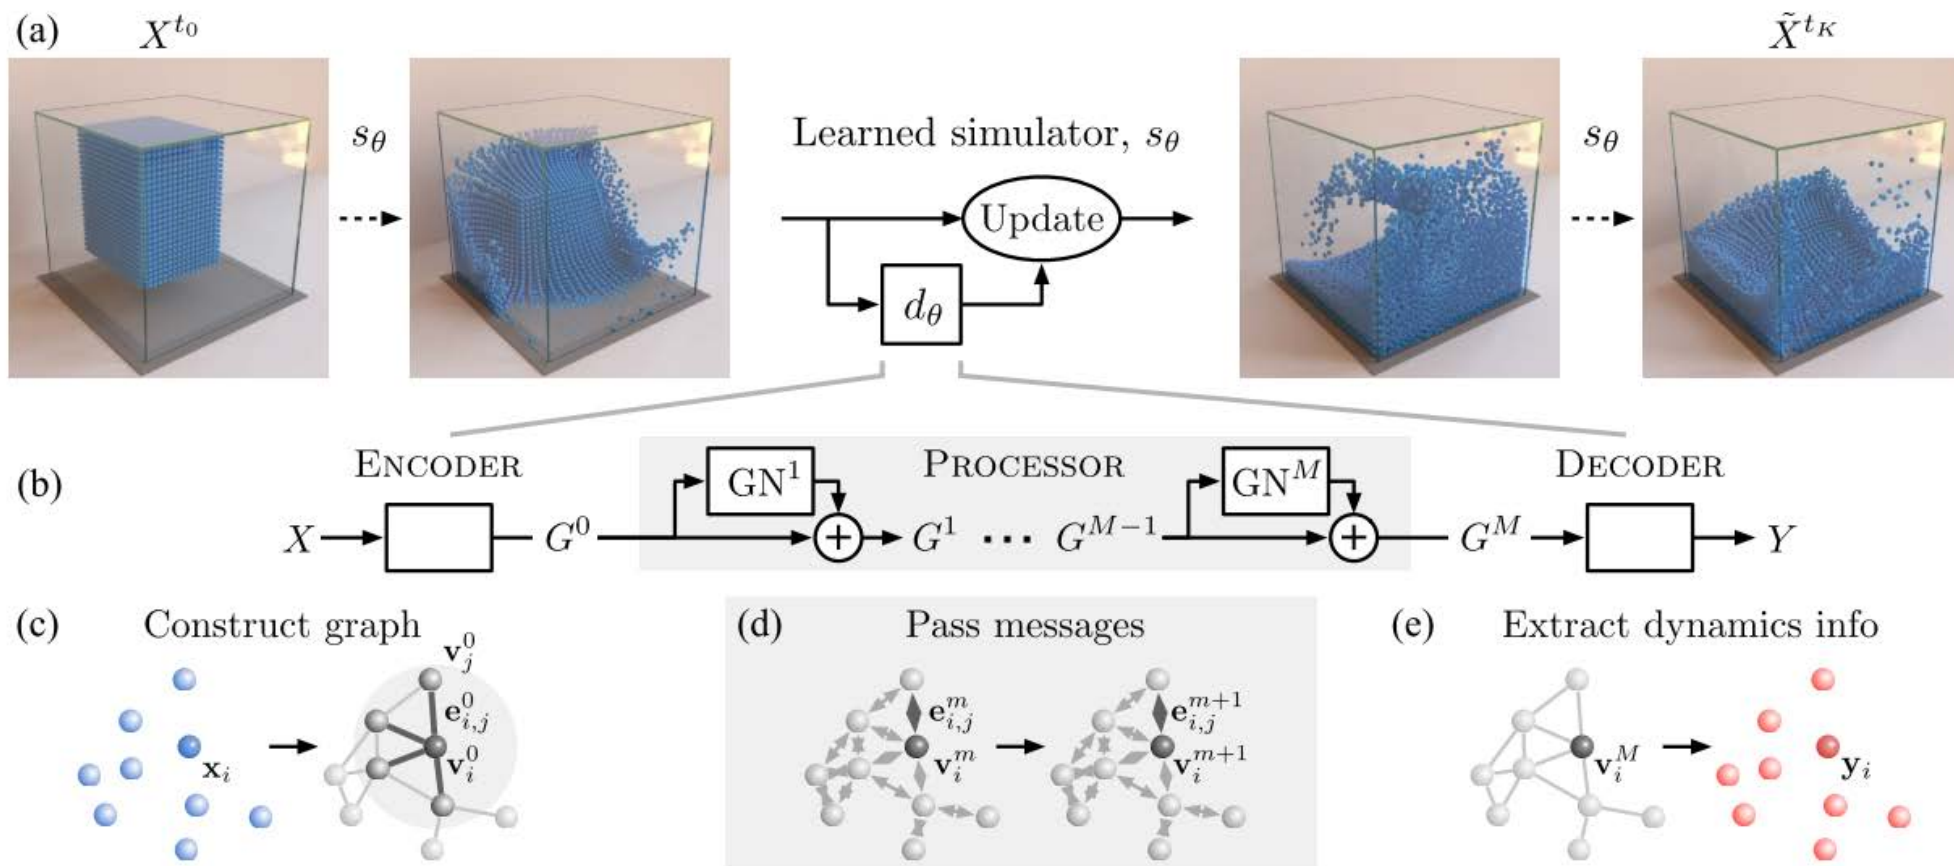 (a) X^{t_0} s_θ Learned simulator, s_θ s_θ X̃^{t_K}
Update
d_θ
(b) ENCODER PROCESSOR DECODER
GN^1 GN^M
X G^0 + G^1 ··· G^{M−1} + G^M Y
(c) Construct graph
v_j^0
e_{i,j}^0
x_i v_i^0
(d) Pass messages
e_{i,j}^m e_{i,j}^{m+1}
v_i^m v_i^{m+1}
(e) Extract dynamics info
v_i^M y_i